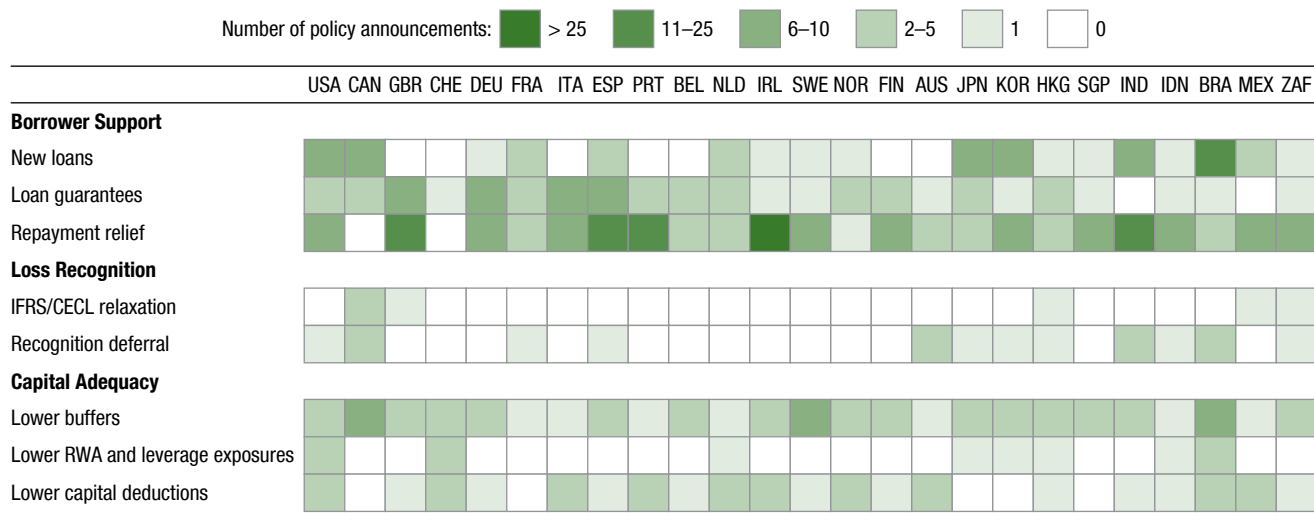 Number of policy announcements: > 25 11–25 6–10 2–5 1 0
USA CAN GBR CHE DEU FRA ITA ESP PRT BEL NLD IRL SWE NOR FIN AUS JPN KOR HKG SGP IND IDN BRA MEX ZAF
Borrower Support
New loans
Loan guarantees
Repayment relief
Loss Recognition
IFRS/CECL relaxation
Recognition deferral
Capital Adequacy
Lower buffers
Lower RWA and leverage exposures
Lower capital deductions